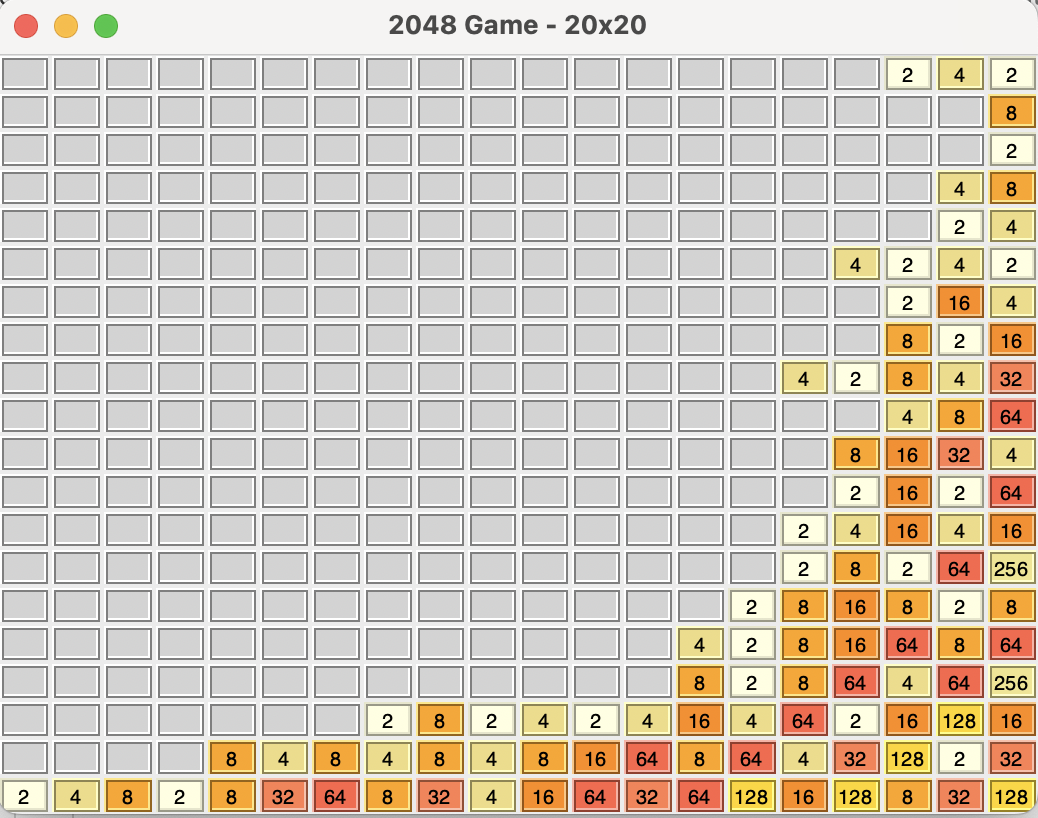 2048 Game - 20x20
2 4 2
8
2
4 8
2 4
4 2 4 2
2 16 4
8 2 16
4 2 8 4 32
4 8 64
8 16 32 4
2 16 2 64
2 4 16 4 16
2 8 2 64 256
2 8 16 8 2 8
4 2 8 16 64 8 64
8 2 8 64 4 64 256
2 8 2 4 2 4 16 4 64 2 16 128 16
8 4 8 4 8 4 8 16 64 8 64 4 32 128 2 32
2 4 8 2 8 32 64 8 32 4 16 64 32 64 128 16 128 8 32 128